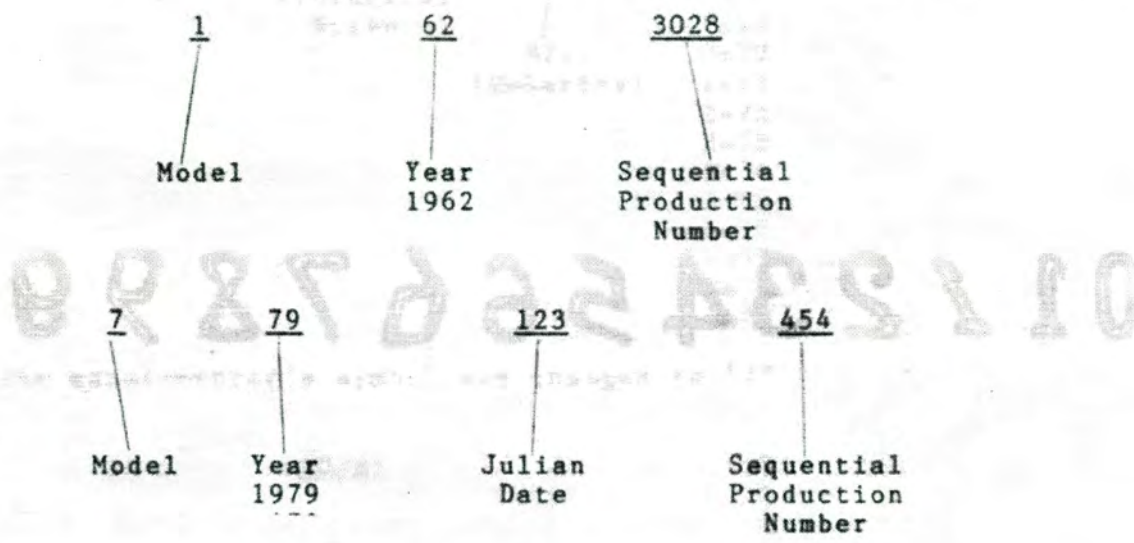 1 62 3028
Model Year Sequential
1962 Production
Number
7 79 123 454
Model Year Julian Sequential
1979 Date Production
Number